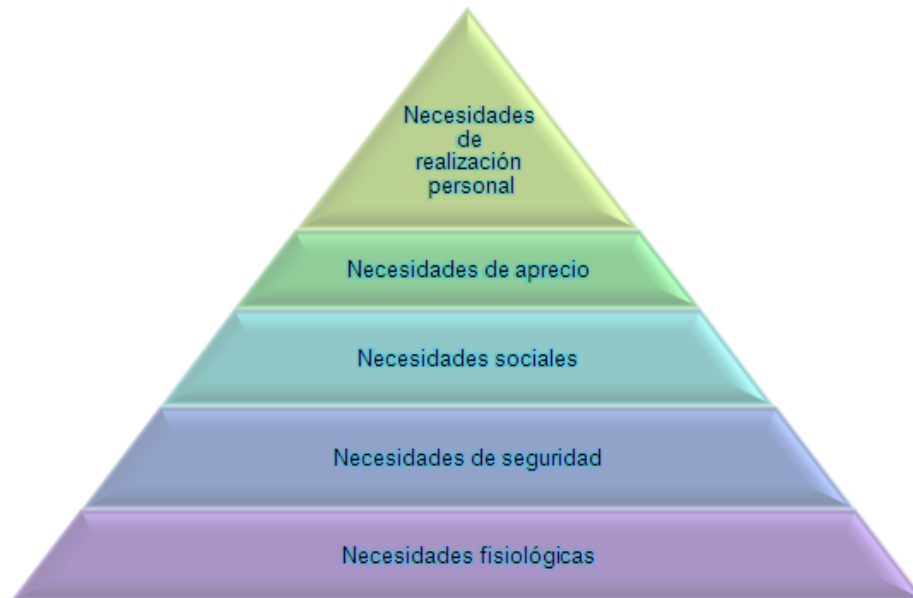 Necesidades
de
realización
personal
Necesidades de aprecio
Necesidades sociales
Necesidades de seguridad
Necesidades fisiológicas